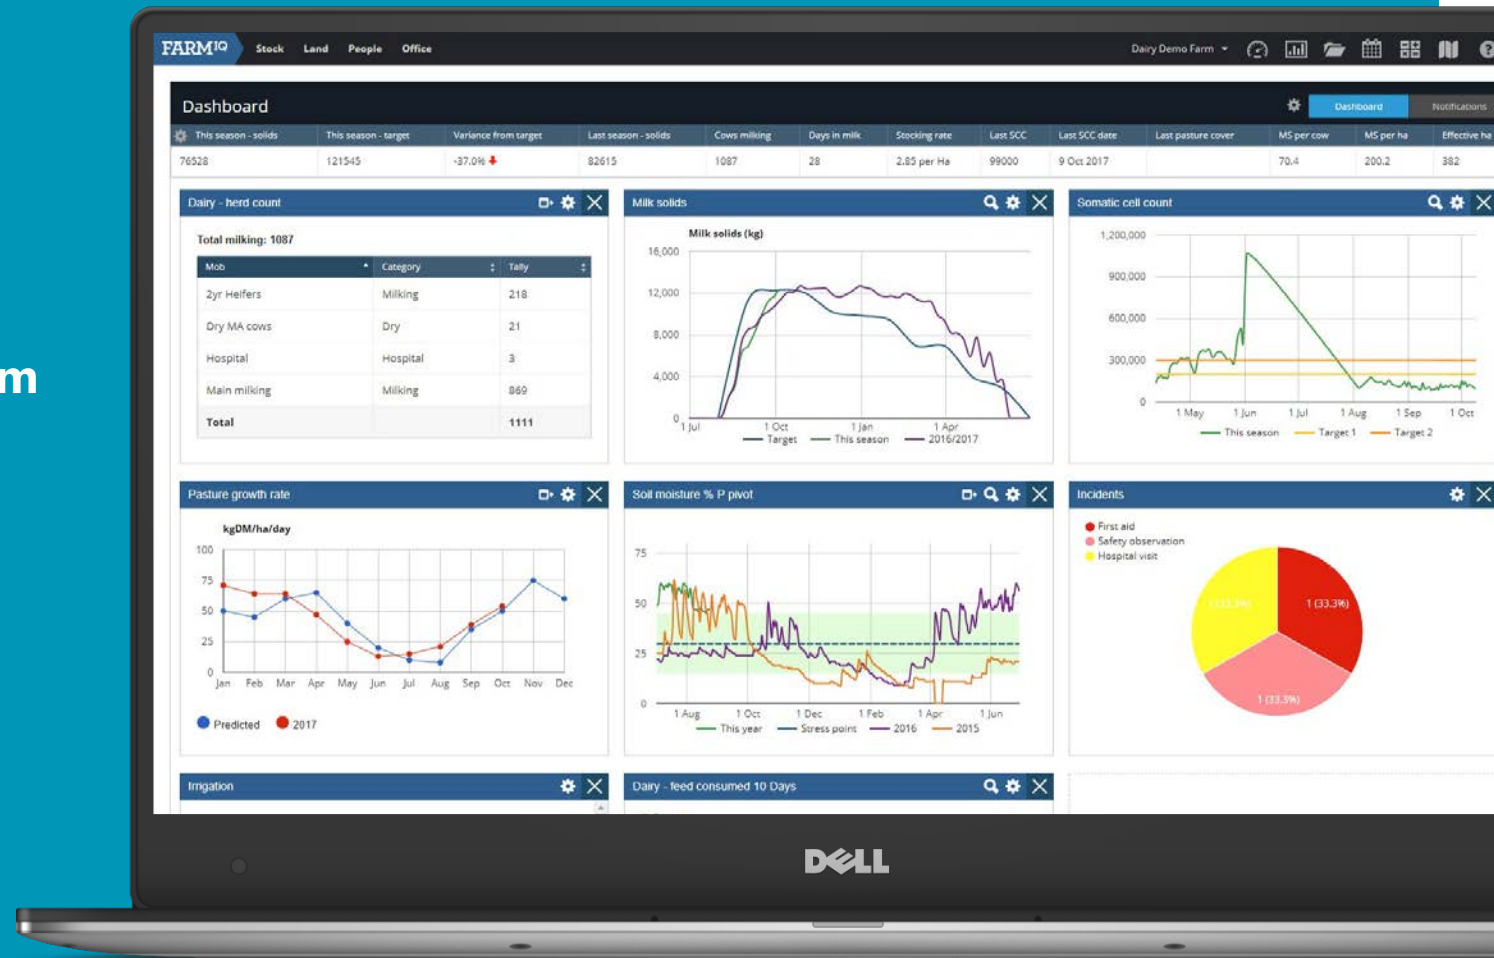 FARMIQ Stock Land People Office Dairy Demo Farm
Dashboard Dashboard Notifications
This season - solids This season - target Variance from target Last season - solids Cows milking Days in milk Stocking rate Last SCC Last SCC date Last pasture cover MS per cow MS per ha Effective ha
76528 121545 -37.0% 82615 1087 28 2.85 per Ha 99000 9 Oct 2017 70.4 200.2 382
Dairy - herd count
Total milking: 1087
Mob Category Tally
2yr Heifers Milking 218
Dry MA cows Dry 21
Hospital Hospital 3
Main milking Milking 869
Total 1111
Milk solids
Milk solids (kg)
16,000
12,000
8,000
4,000
0
1 Jul 1 Oct 1 Jan 1 Apr
Target This season 2016/2017
Somatic cell count
1,200,000
900,000
600,000
300,000
0
1 May 1 Jun 1 Jul 1 Aug 1 Sep 1 Oct
This season Target 1 Target 2
m
Pasture growth rate
kgDM/ha/day
100
75
50
25
0
Jan Feb Mar Apr May Jun Jul Aug Sep Oct Nov Dec
Predicted 2017
Soil moisture % P pivot
75
50
25
0
1 Aug 1 Oct 1 Dec 1 Feb 1 Apr 1 Jun
This year Stress point 2016 2015
Incidents
First aid
Safety observation
Hospital visit
1 (33.3%) 1 (33.3%)
1 (33.3%)
Irrigation
Dairy - feed consumed 10 Days
DELL